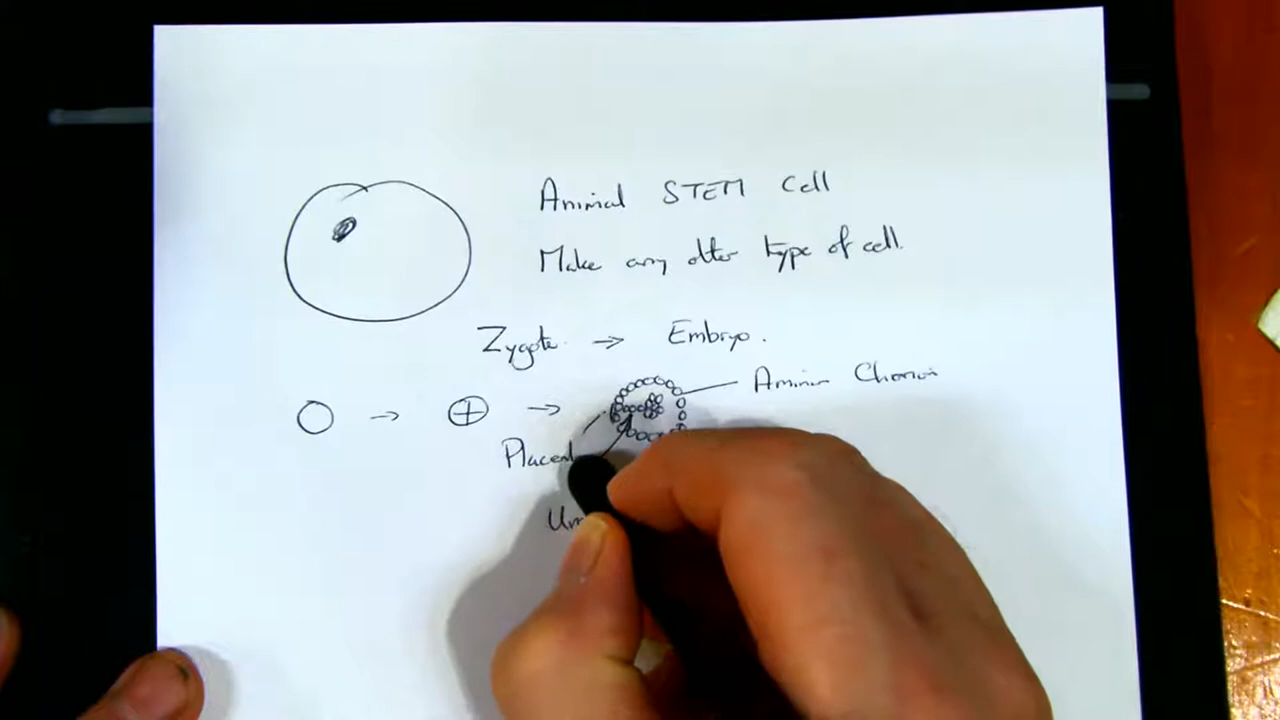 Animal STEM Cell
Make any other type of cell.
Zygote → Embryo.
Amnion Chorion
Placent
Um